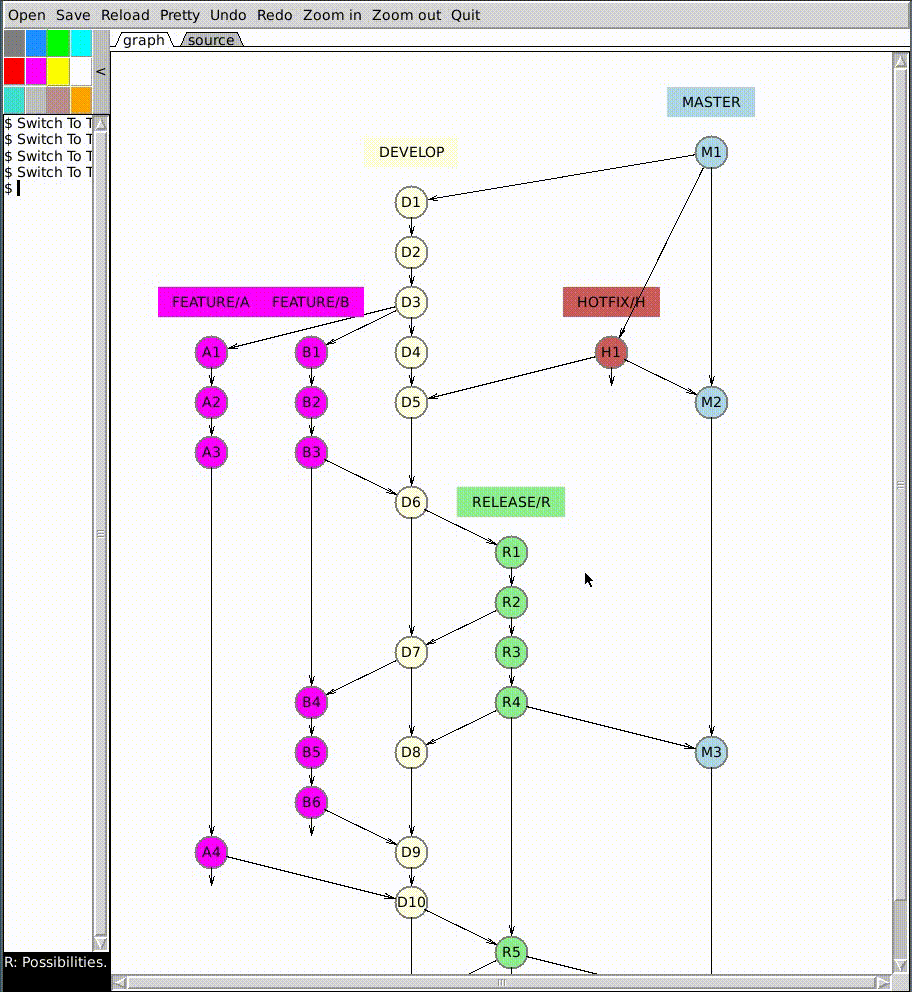 Open Save Reload Pretty Undo Redo Zoom in Zoom out Quit
graph source
<
$ Switch To T
$ Switch To T
$ Switch To T
$ Switch To T
$
MASTER
DEVELOP M1
D1
D2
FEATURE/A FEATURE/B D3 HOTFIX/H
A1 B1 D4 H1
A2 B2 D5 M2
A3 B3
D6 RELEASE/R
R1
R2
D7 R3
B4 R4
B5 D8 M3
B6
A4 D9
D10
R5
R: Possibilities.